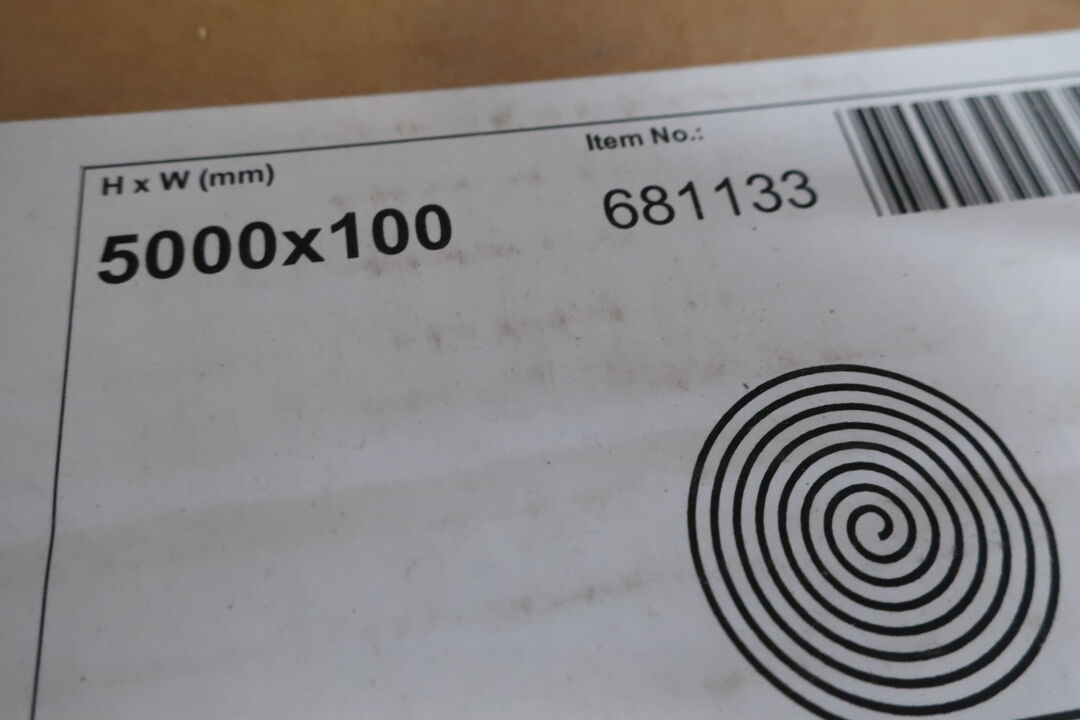 H x W (mm)
5000x100
Item No.:
681133